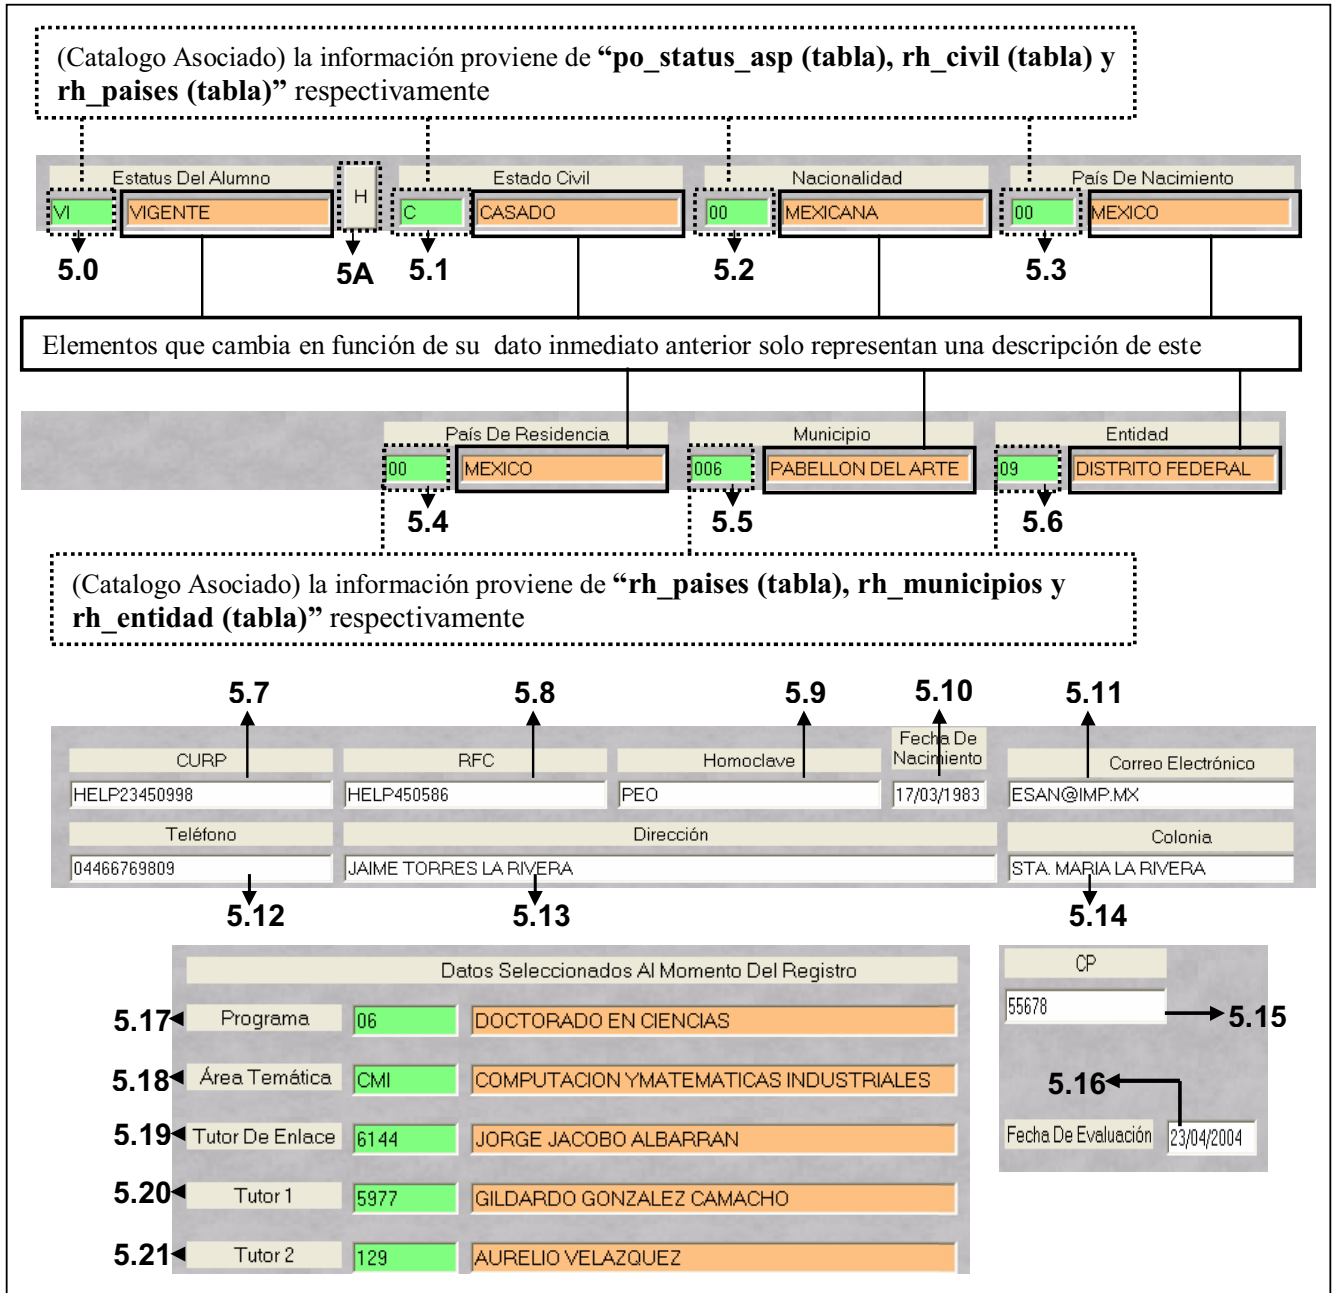 (Catalogo Asociado) la información proviene de “po_status_asp (tabla), rh_civil (tabla) y
rh_paises (tabla)” respectivamente
Estatus Del Alumno
H
Estado Civil
Nacionalidad
País De Nacimiento
VI VIGENTE
C CASADO
00 MEXICANA
00 MEXICO
5.0
5A
5.1
5.2
5.3
Elementos que cambia en función de su dato inmediato anterior solo representan una descripción de este
País De Residencia
Municipio
Entidad
00 MEXICO
006 PABELLON DEL ARTE
09 DISTRITO FEDERAL
5.4
5.5
5.6
(Catalogo Asociado) la información proviene de “rh_paises (tabla), rh_municipios y
rh_entidad (tabla)” respectivamente
5.7
5.8
5.9
5.10
5.11
CURP
RFC
Homoclave
Fecha De
Nacimiento
Correo Electrónico
HELP23450998
HELP450586
PEO
17/03/1983
ESAN@IMP.MX
Teléfono
Dirección
Colonia
04466769809
JAIME TORRES LA RIVERA
STA. MARIA LA RIVERA
5.12
5.13
5.14
Datos Seleccionados Al Momento Del Registro
5.17 Programa 06 DOCTORADO EN CIENCIAS
5.18 Área Temática CMI COMPUTACION YMATEMATICAS INDUSTRIALES
5.19 Tutor De Enlace 6144 JORGE JACOBO ALBARRAN
5.20 Tutor 1 5977 GILDARDO GONZALEZ CAMACHO
5.21 Tutor 2 129 AURELIO VELAZQUEZ
CP
55678
5.15
5.16
Fecha De Evaluación 23/04/2004